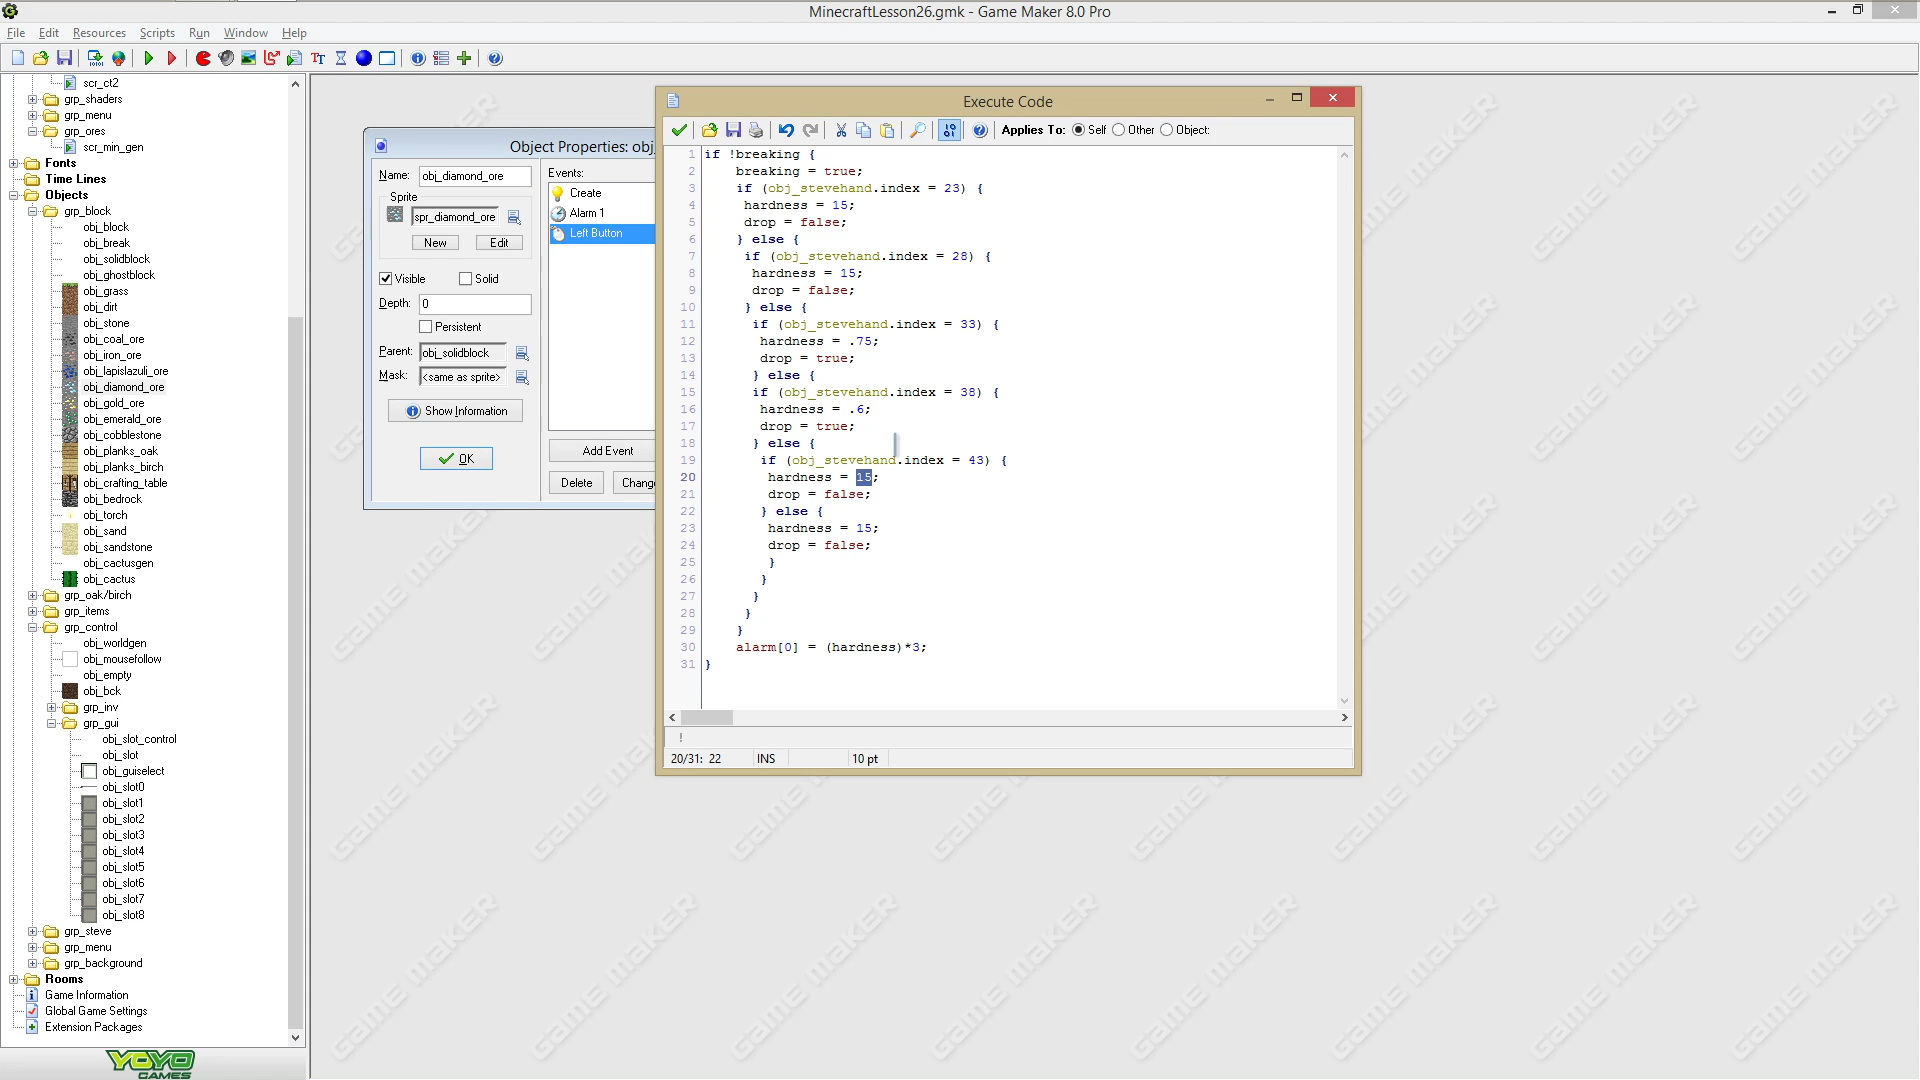 MinecraftLesson26.gmk - Game Maker 8.0 Pro
File Edit Resources Scripts Run Window Help
scr_ct2
grp_shaders
grp_menu
grp_ores
scr_min_gen
Fonts
Time Lines
Objects
grp_block
obj_block
obj_break
obj_solidblock
obj_ghostblock
obj_grass
obj_dirt
obj_stone
obj_coal_ore
obj_iron_ore
obj_lapislazuli_ore
obj_diamond_ore
obj_gold_ore
obj_emerald_ore
obj_cobblestone
obj_planks_oak
obj_planks_birch
obj_crafting_table
obj_bedrock
obj_torch
obj_sand
obj_sandstone
obj_cactusgen
obj_cactus
grp_oak/birch
grp_items
grp_control
obj_worldgen
obj_mousefollow
obj_empty
obj_bck
grp_inv
grp_gui
obj_slot_control
obj_slot
obj_guiselect
obj_slot0
obj_slot1
obj_slot2
obj_slot3
obj_slot4
obj_slot5
obj_slot6
obj_slot7
obj_slot8
grp_steve
grp_menu
grp_background
Rooms
Game Information
Global Game Settings
Extension Packages
YOYO
GAMES
Object Properties: obj_
Name: obj_diamond_ore
Sprite
spr_diamond_ore
New Edit
Visible Solid
Depth: 0
Persistent
Parent: obj_solidblock
Mask: <same as sprite>
Show Information
OK
Events:
Create
Alarm 1
Left Button
Add Event
Delete Change
Execute Code
Applies To: Self Other Object:
1 if !breaking {
2 breaking = true;
3 if (obj_stevehand.index = 23) {
4 hardness = 15;
5 drop = false;
6 } else {
7 if (obj_stevehand.index = 28) {
8 hardness = 15;
9 drop = false;
10 } else {
11 if (obj_stevehand.index = 33) {
12 hardness = .75;
13 drop = true;
14 } else {
15 if (obj_stevehand.index = 38) {
16 hardness = .6;
17 drop = true;
18 } else {
19 if (obj_stevehand.index = 43) {
20 hardness = 15;
21 drop = false;
22 } else {
23 hardness = 15;
24 drop = false;
25 }
26 }
27 }
28 }
29 }
30 alarm[0] = (hardness)*3;
31 }
!
20/31: 22 INS 10 pt